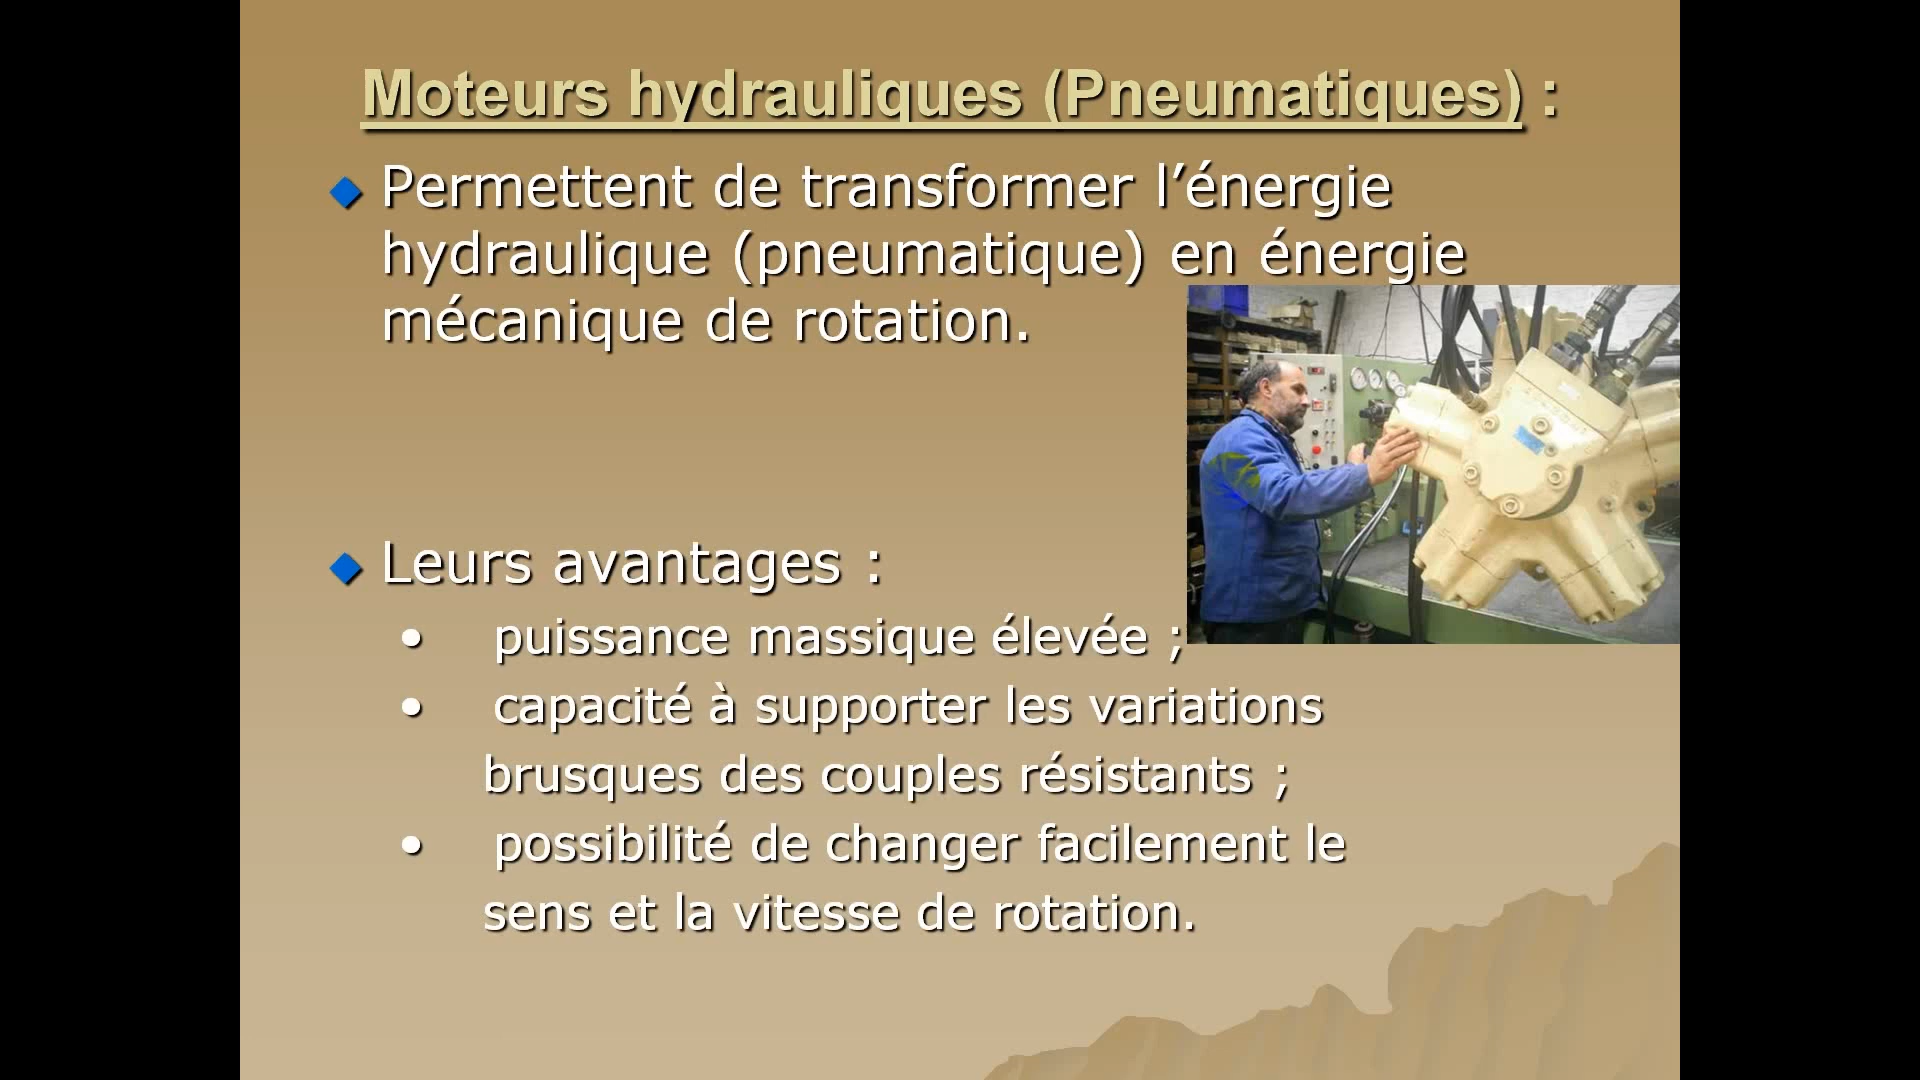 Moteurs hydrauliques (Pneumatiques) :
Permettent de transformer l’énergie
hydraulique (pneumatique) en énergie
mécanique de rotation.
Leurs avantages :
• puissance massique élevée ;
• capacité à supporter les variations
brusques des couples résistants ;
• possibilité de changer facilement le
sens et la vitesse de rotation.